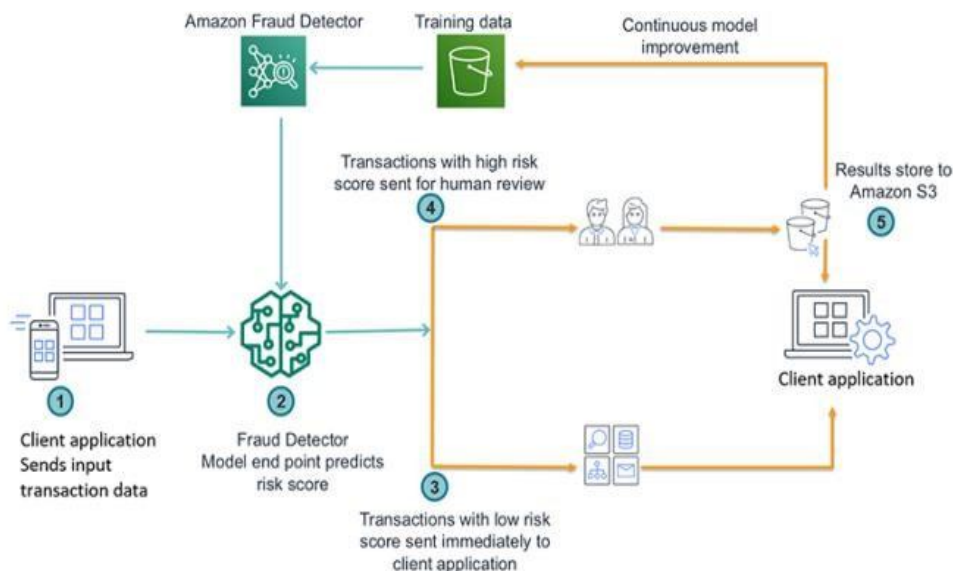 Amazon Fraud Detector
Training data
Continuous model
improvement
Transactions with high risk
score sent for human review
4
Results store to
Amazon S3
5
1
Client application
Sends input
transaction data
2
Fraud Detector
Model end point predicts
risk score
Client application
3
Transactions with low risk
score sent immediately to
client application